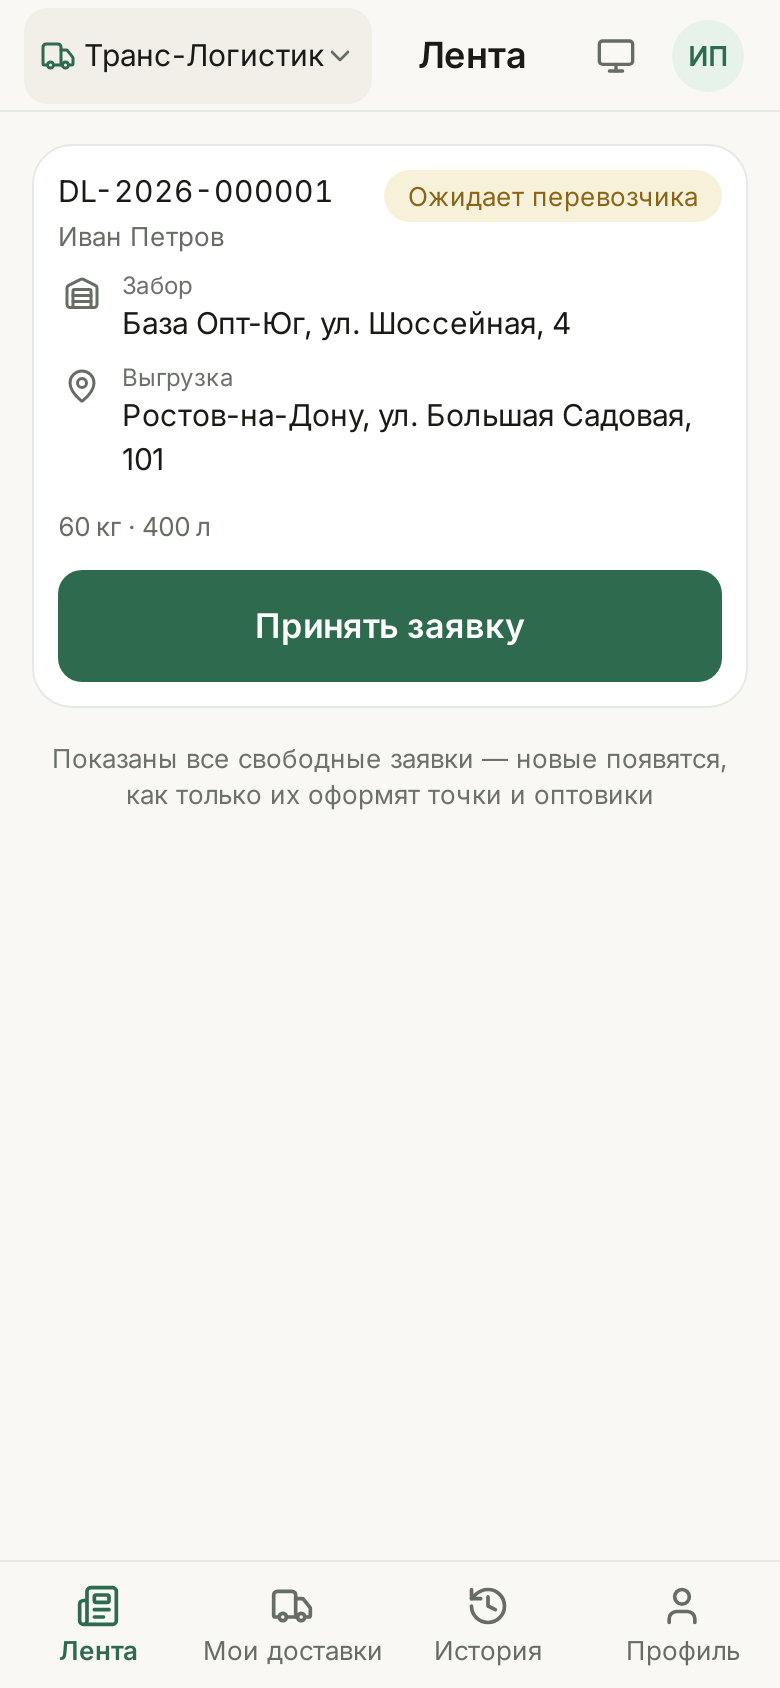 Транс-Логистик
Лента
ИП
DL-2026-000001
Ожидает перевозчика
Иван Петров
Забор
База Опт-Юг, ул. Шоссейная, 4
Выгрузка
Ростов-на-Дону, ул. Большая Садовая,
101
60 кг · 400 л
Принять заявку
Показаны все свободные заявки — новые появятся,
как только их оформят точки и оптовики
Лента
Мои доставки
История
Профиль